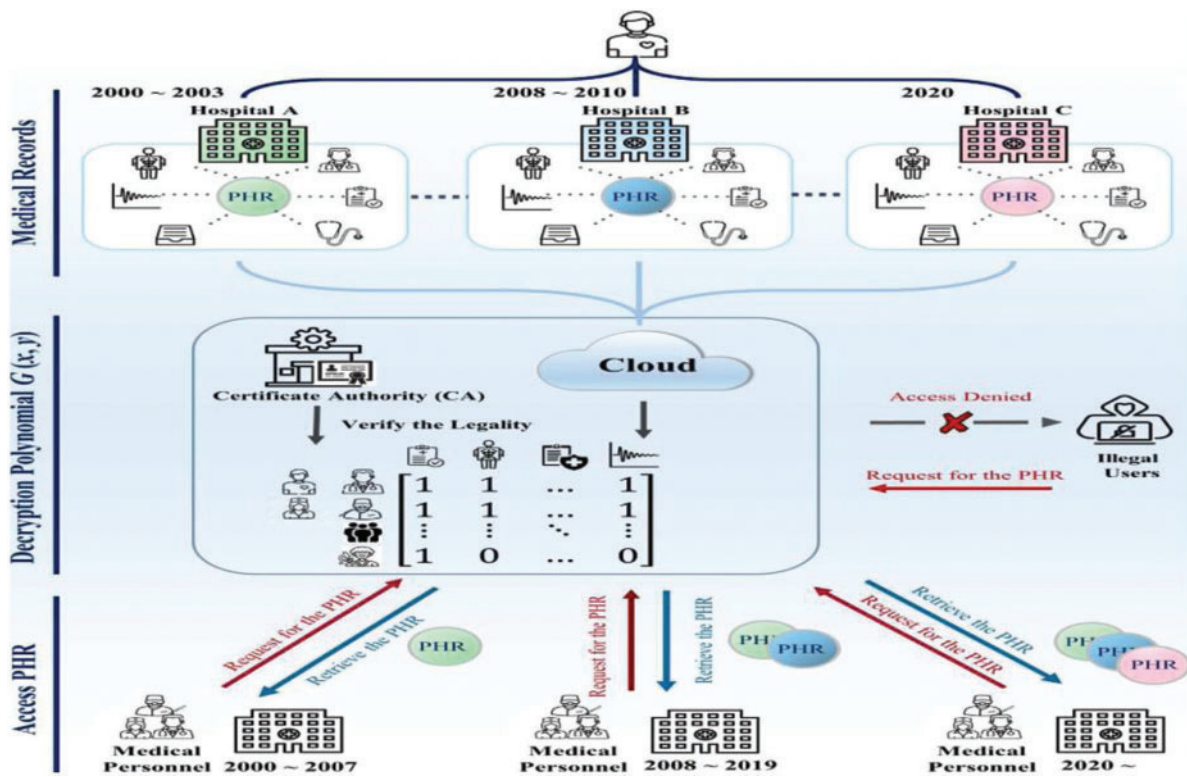 2000 ~ 2003
2008 ~ 2010
2020
Hospital A
Hospital B
Hospital C
Medical Records
PHR
PHR
PHR
Decryption Polynomial G (x, y)
Certificate Authority (CA)
Cloud
Verify the Legality
1 1 ... 1
1 1 ... 1
⋮ ⋮ ⋱ ⋮
1 0 ... 0
Access Denied
Illegal
Users
Request for the PHR
Access PHR
Request for the PHR
Retrieve the PHR
PHR
Request for the PHR
Retrieve the PHR
PHR
PHR
Retrieve the PHR
Request for the PHR
PHR
PHR
PHR
Medical
Personnel
2000 ~ 2007
Medical
Personnel
2008 ~ 2019
Medical
Personnel
2020 ~